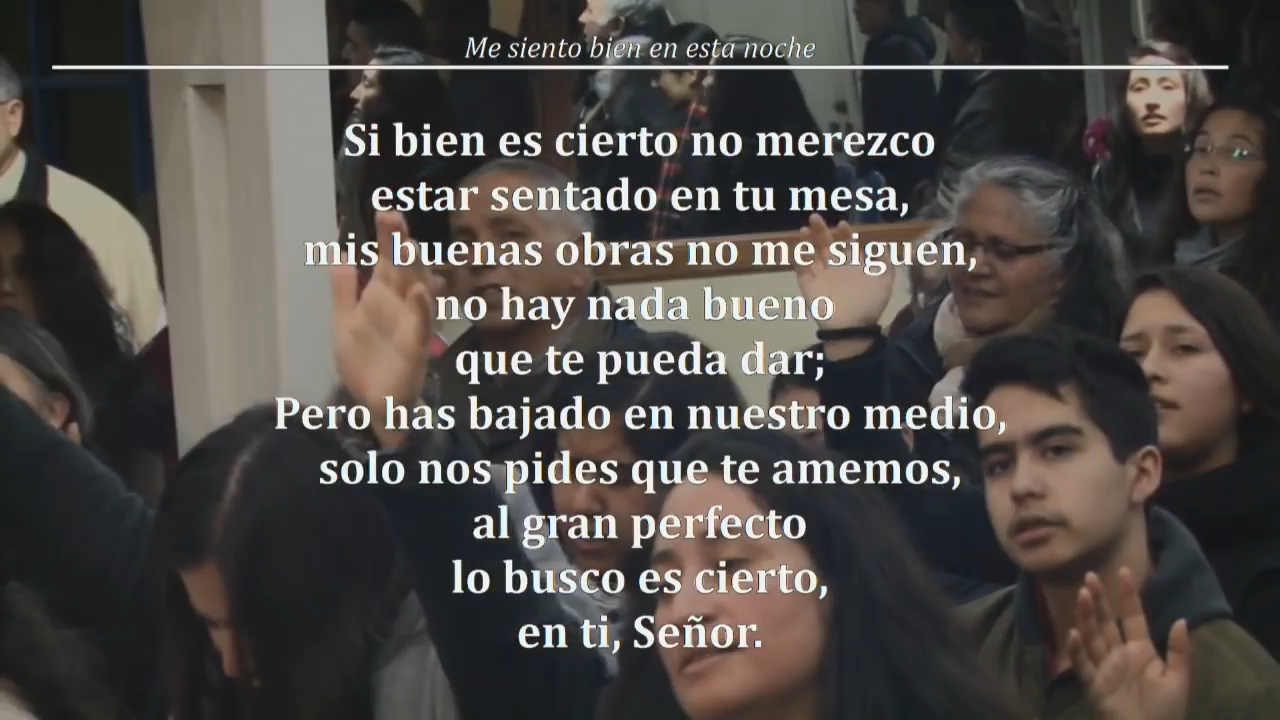 Me siento bien en esta noche
Si bien es cierto no merezco
estar sentado en tu mesa,
mis buenas obras no me siguen,
no hay nada bueno
que te pueda dar;
Pero has bajado en nuestro medio,
solo nos pides que te amemos,
al gran perfecto
lo busco es cierto,
en ti, Señor.